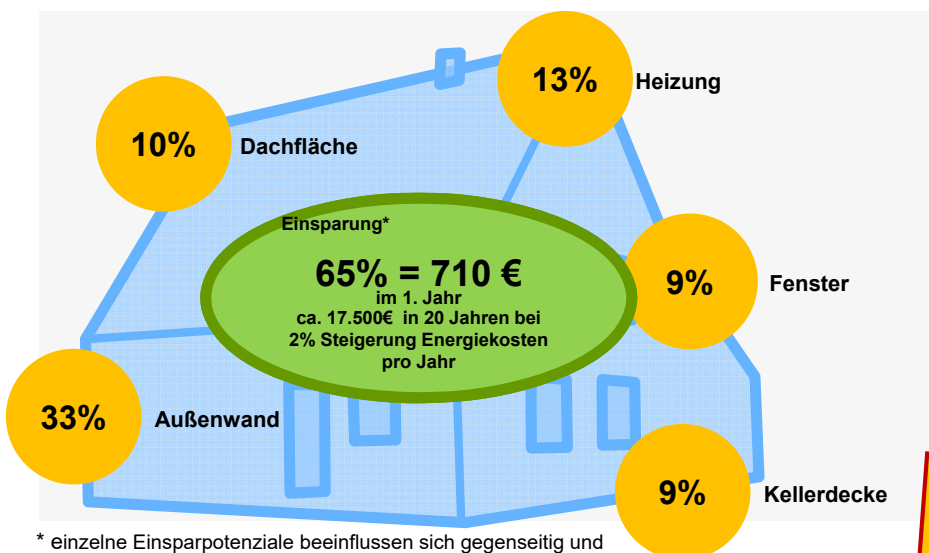 13%
Heizung
10%
Dachfläche
Einsparung*
65% = 710 €
im 1. Jahr
ca. 17.500€ in 20 Jahren bei
2% Steigerung Energiekosten
pro Jahr
9%
Fenster
33%
Außenwand
9%
Kellerdecke
* einzelne Einsparpotenziale beeinflussen sich gegenseitig und